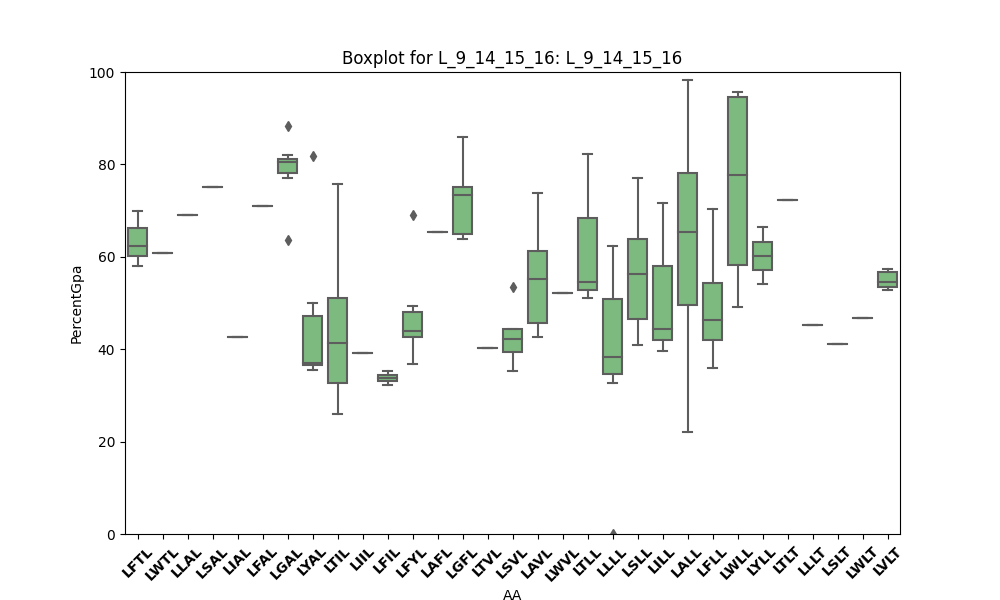 Boxplot for L_9_14_15_16: L_9_14_15_16
100
80
60
40
20
0
PercentGpa
LFTL
LWTL
LLAL
LSAL
LIAL
LFAL
LGAL
LYAL
LTIL
LIIL
LFIL
LFYL
LAFL
LGFL
LTVL
LSVL
LAVL
LWVL
LTLL
LLLL
LSLL
LILL
LALL
LFLL
LWLL
LYLL
LTLT
LLLT
LSLT
LWLT
LVLT
AA